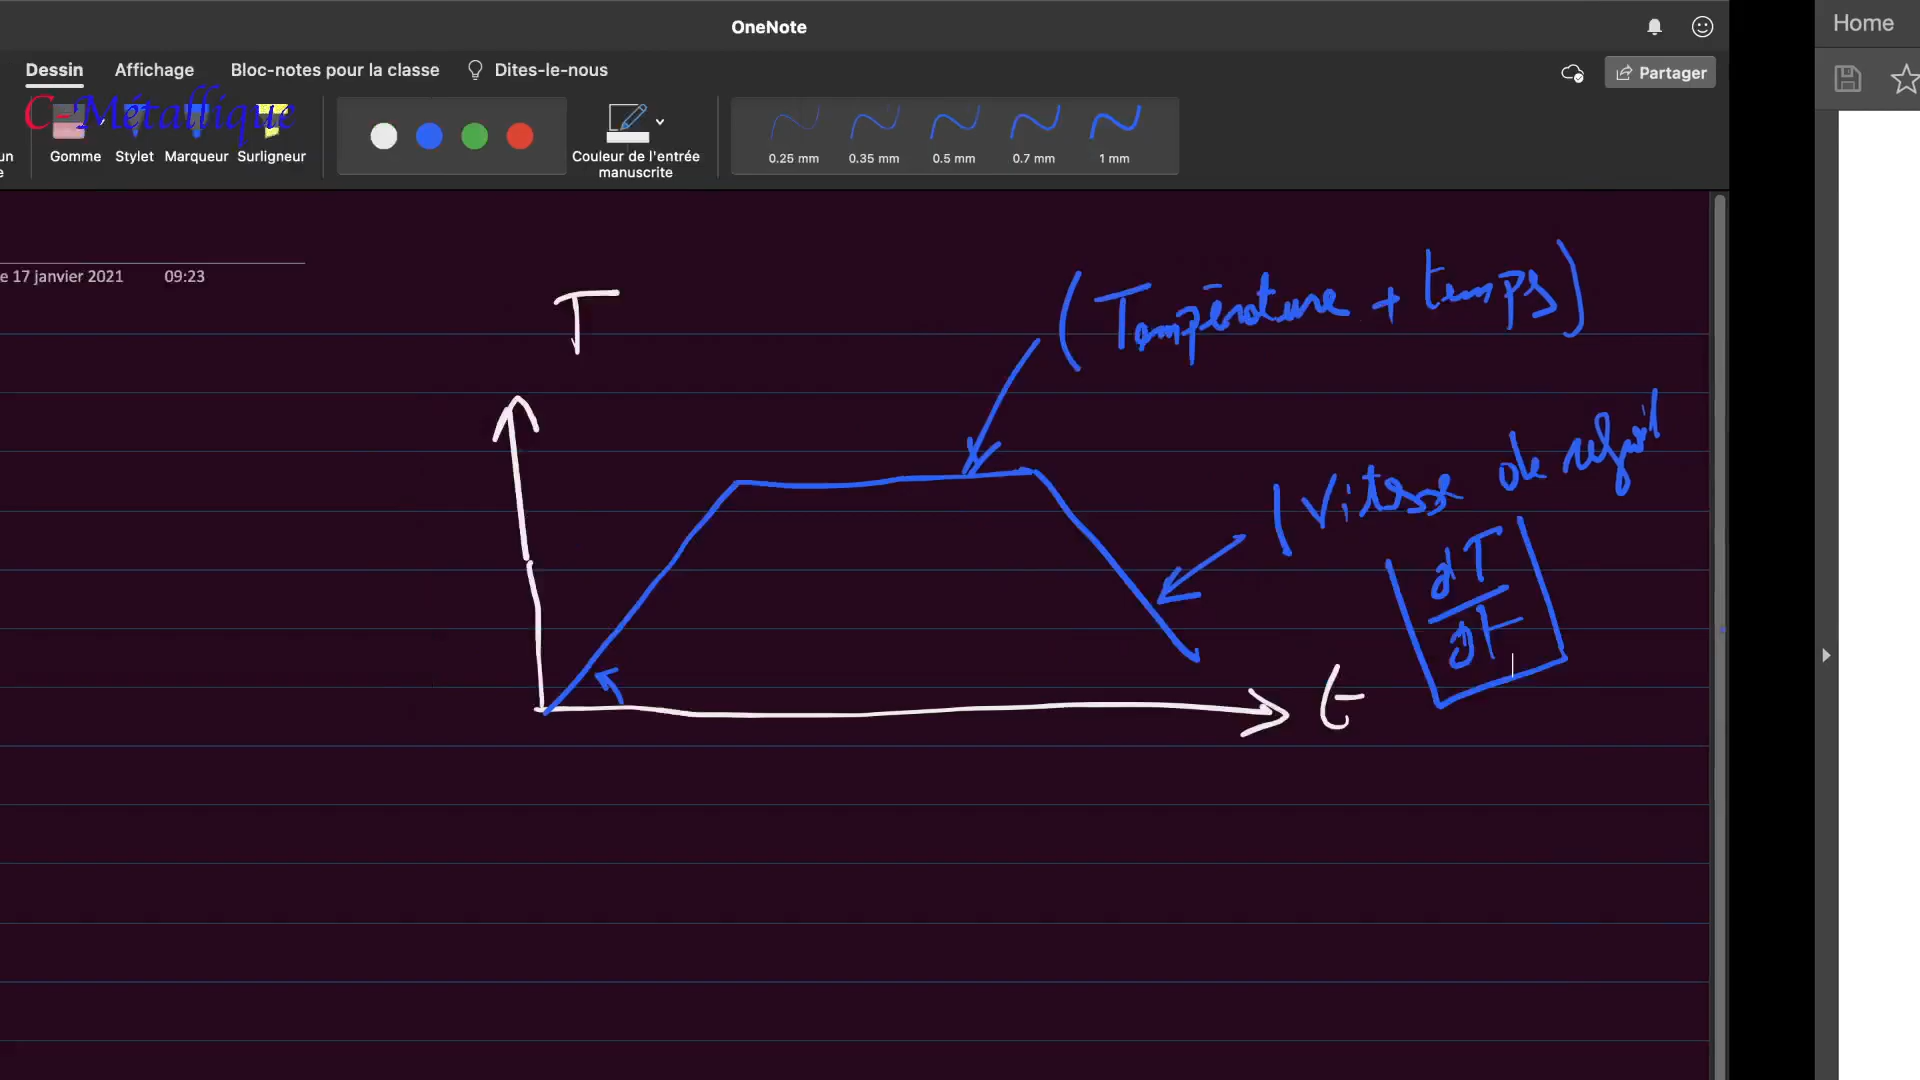 OneNote
Home
Dessin Affichage Bloc-notes pour la classe Dites-le-nous
Partager
C-Métallique
un
e
Gomme Stylet Marqueur Surligneur
Couleur de l'entrée
manuscrite
0.25 mm 0.35 mm 0.5 mm 0.7 mm 1 mm
e 17 janvier 2021 09:23
T
(Température + temps)
Vitesse de
dT
dt
t